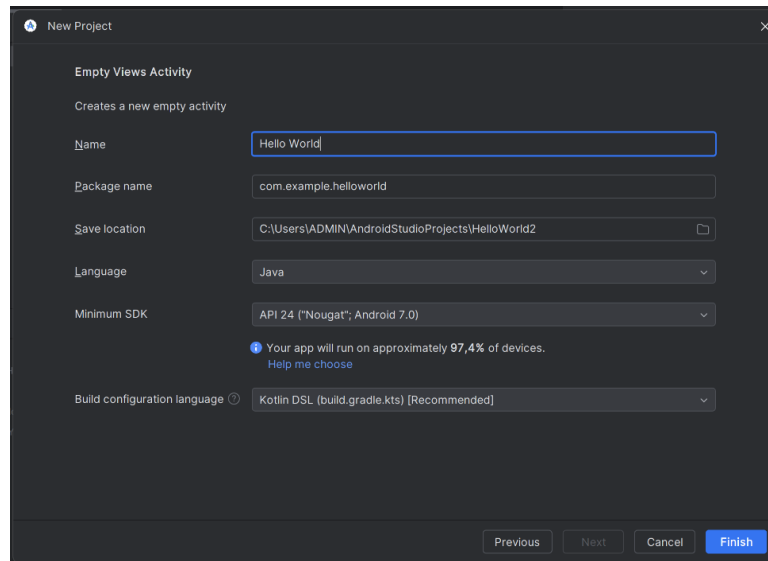 New Project
Empty Views Activity
Creates a new empty activity
Name Hello World
Package name com.example.helloworld
Save location C:\Users\ADMIN\AndroidStudioProjects\HelloWorld2
Language Java
Minimum SDK API 24 ("Nougat"; Android 7.0)
Your app will run on approximately 97,4% of devices.
Help me choose
Build configuration language Kotlin DSL (build.gradle.kts) [Recommended]
Previous Next Cancel Finish